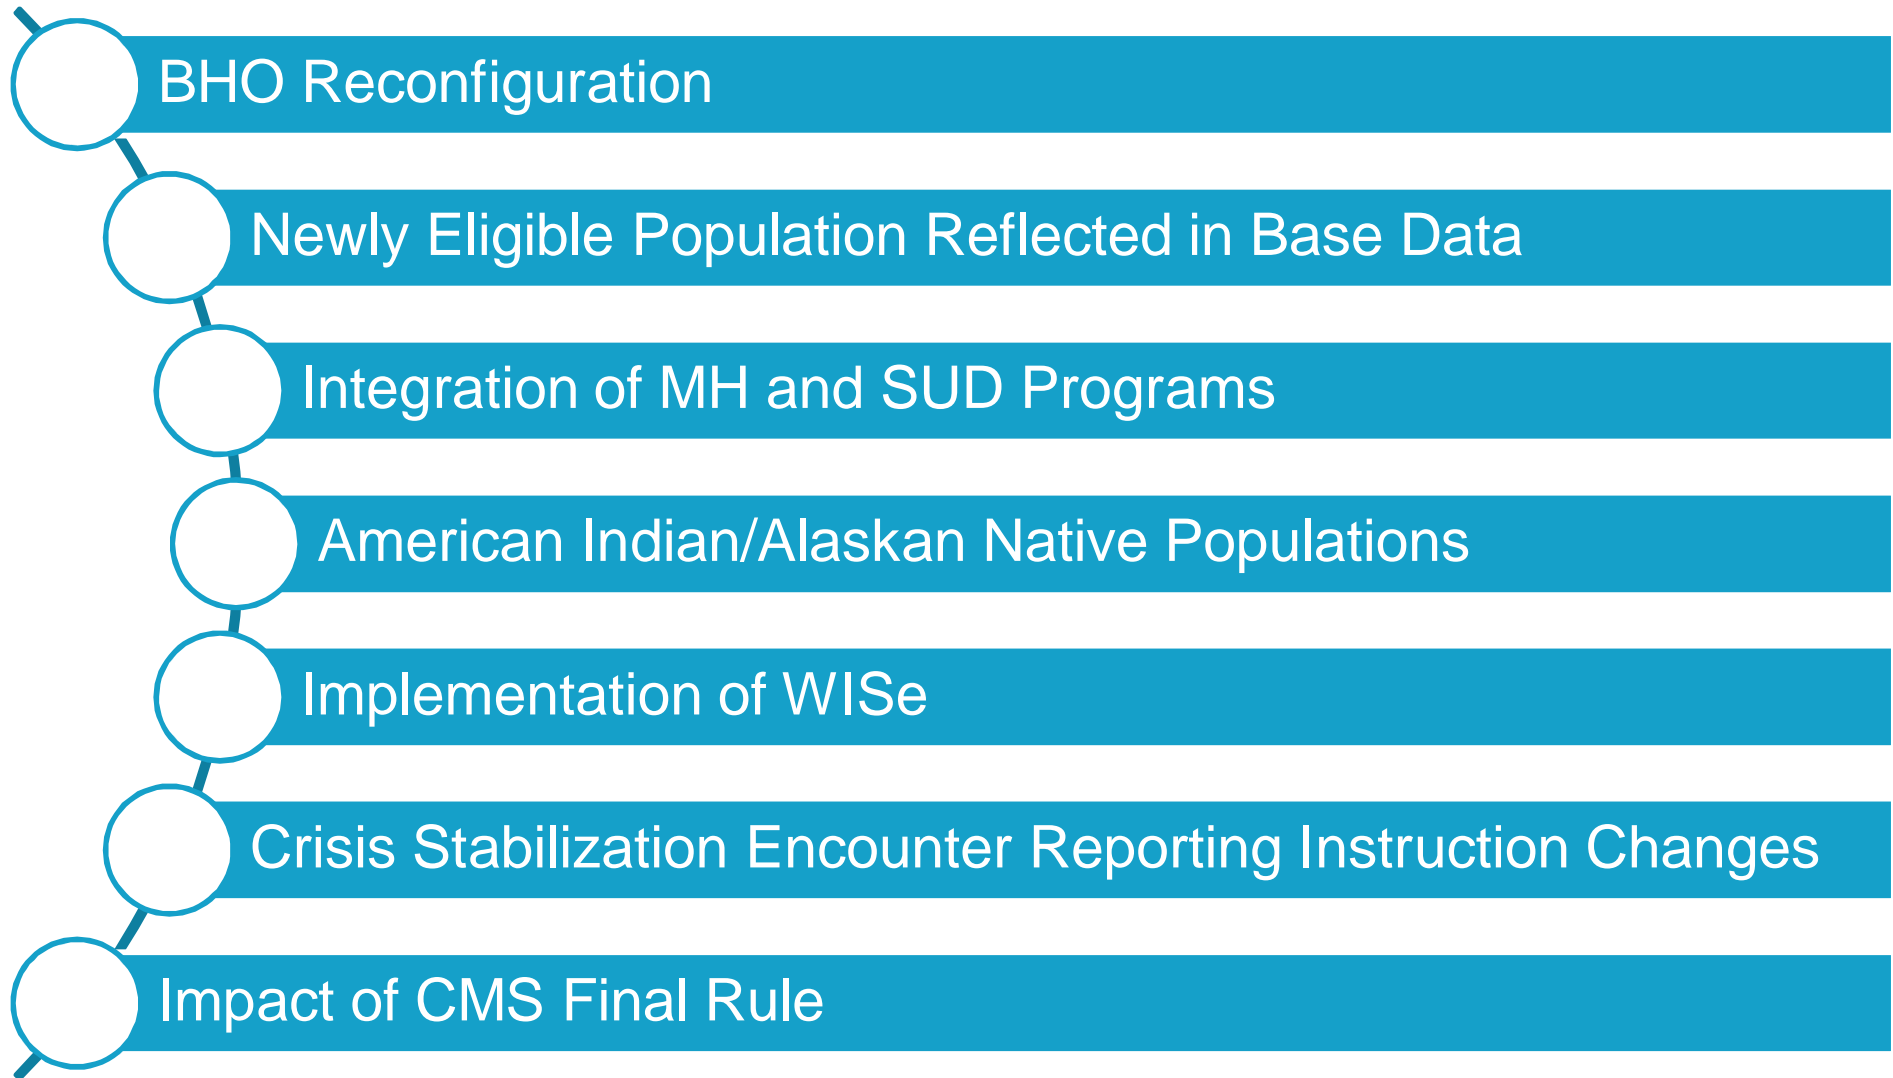 BHO Reconfiguration
Newly Eligible Population Reflected in Base Data
Integration of MH and SUD Programs
American Indian/Alaskan Native Populations
Implementation of WISe
Crisis Stabilization Encounter Reporting Instruction Changes
Impact of CMS Final Rule